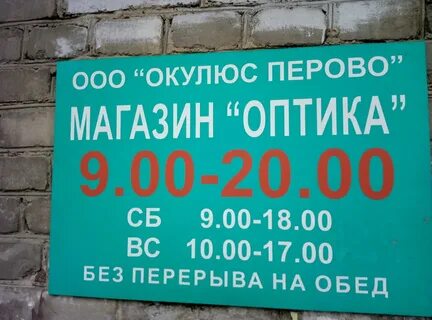 ООО “ОКУЛЮС ПЕРОВО”
МАГАЗИН “ОПТИКА”
9.00-20.00
СБ 9.00-18.00
ВС 10.00-17.00
БЕЗ ПЕРЕРЫВА НА ОБЕД